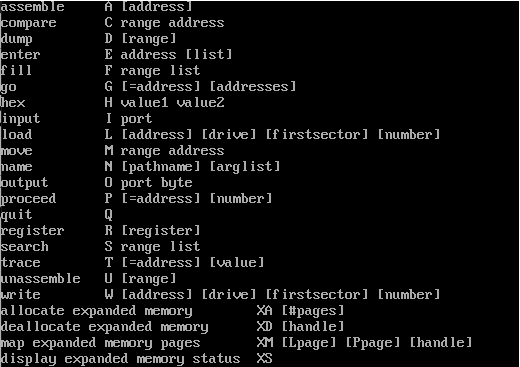 assemble     A [address]
compare      C range address
dump         D [range]
enter        E address [list]
fill         F range list
go           G [=address] [addresses]
hex          H value1 value2
input        I port
load         L [address] [drive] [firstsector] [number]
move         M range address
name         N [pathname] [arglist]
output       O port byte
proceed      P [=address] [number]
quit         Q
register     R [register]
search       S range list
trace        T [=address] [value]
unassemble   U [range]
write        W [address] [drive] [firstsector] [number]
allocate expanded memory        XA [#pages]
deallocate expanded memory      XD [handle]
map expanded memory pages       XM [Lpage] [Ppage] [handle]
display expanded memory status  XS